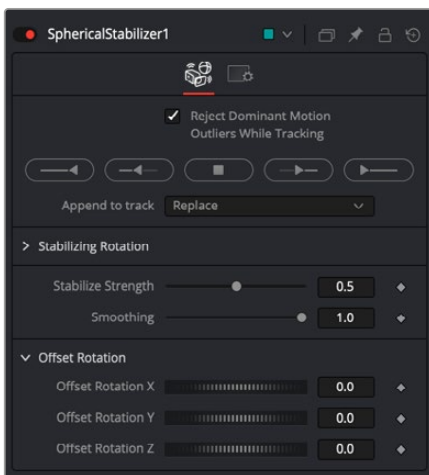 SphericalStabilizer1
Reject Dominant Motion
Outliers While Tracking
Append to track Replace
Stabilizing Rotation
Stabilize Strength 0.5
Smoothing 1.0
Offset Rotation
Offset Rotation X 0.0
Offset Rotation Y 0.0
Offset Rotation Z 0.0